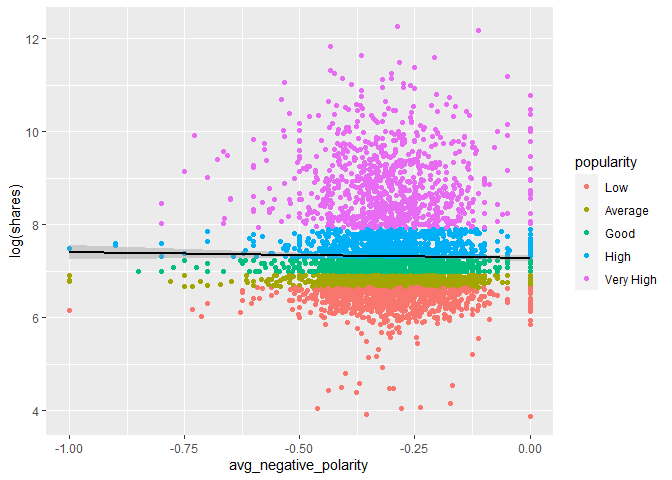 12
10
8
6
4
log(shares)
-1.00
-0.75
-0.50
-0.25
0.00
avg_negative_polarity
popularity
Low
Average
Good
High
Very High